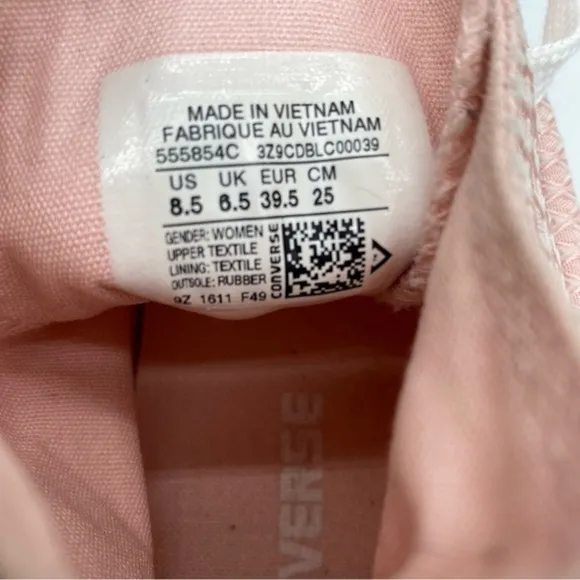 MADE IN VIETNAM
FABRIQUE AU VIETNAM
555854C 3Z9CDBLC00039
US UK EUR CM
8.5 6.5 39.5 25
GENDER: WOMEN
UPPER TEXTILE
LINING: TEXTILE
OUTSOLE: RUBBER
9Z 1611 F49
CONVERSE
VERSE